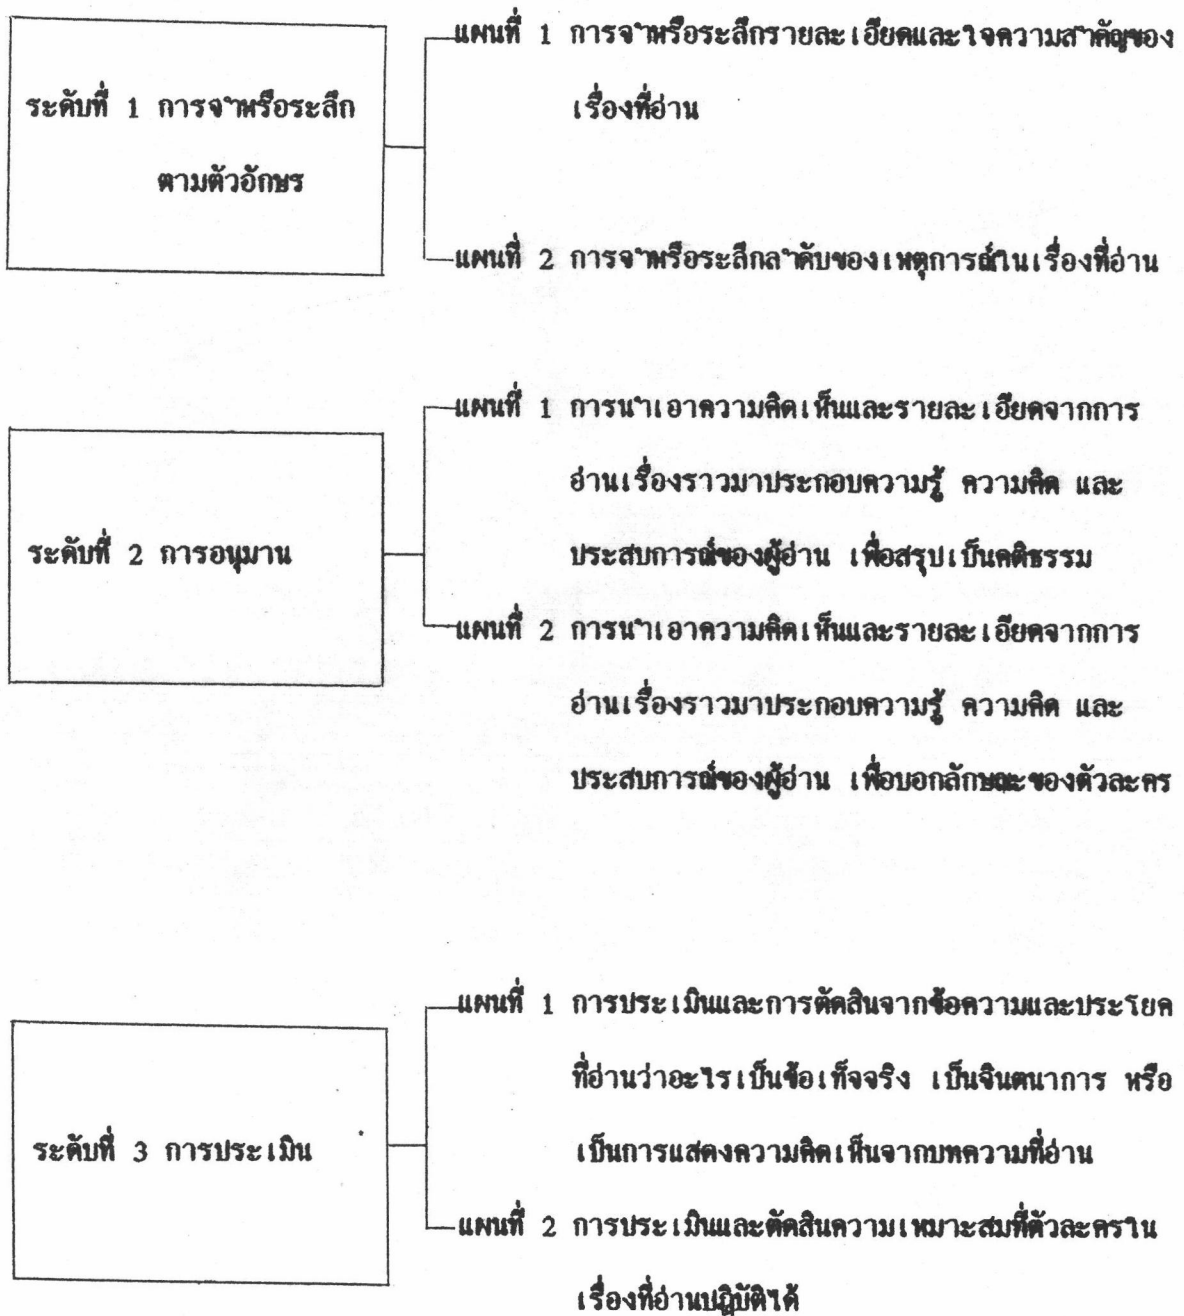 แผนที่ 1 การจำหรือระลึกรายละเอียดและใจความสำคัญของ
เรื่องที่อ่าน
ระดับที่ 1 การจำหรือระลึก
ตามตัวอักษร
แผนที่ 2 การจำหรือระลึกลำดับของเหตุการณ์ในเรื่องที่อ่าน
แผนที่ 1 การนำเอาความคิดเห็นและรายละเอียดจากการ
อ่านเรื่องราวมาประกอบความรู้ ความคิด และ
ประสบการณ์ของผู้อ่าน เพื่อสรุปเป็นคติธรรม
ระดับที่ 2 การอนุมาน
แผนที่ 2 การนำเอาความคิดเห็นและรายละเอียดจากการ
อ่านเรื่องราวมาประกอบความรู้ ความคิด และ
ประสบการณ์ของผู้อ่าน เพื่อบอกลักษณะของตัวละคร
แผนที่ 1 การประเมินและการตัดสินจากข้อความและประโยค
ที่อ่านว่าอะไรเป็นข้อเท็จจริง เป็นจินตนาการ หรือ
เป็นการแสดงความคิดเห็นจากบทความที่อ่าน
ระดับที่ 3 การประเมิน
แผนที่ 2 การประเมินและตัดสินความเหมาะสมที่ตัวละครใน
เรื่องที่อ่านปฏิบัติได้